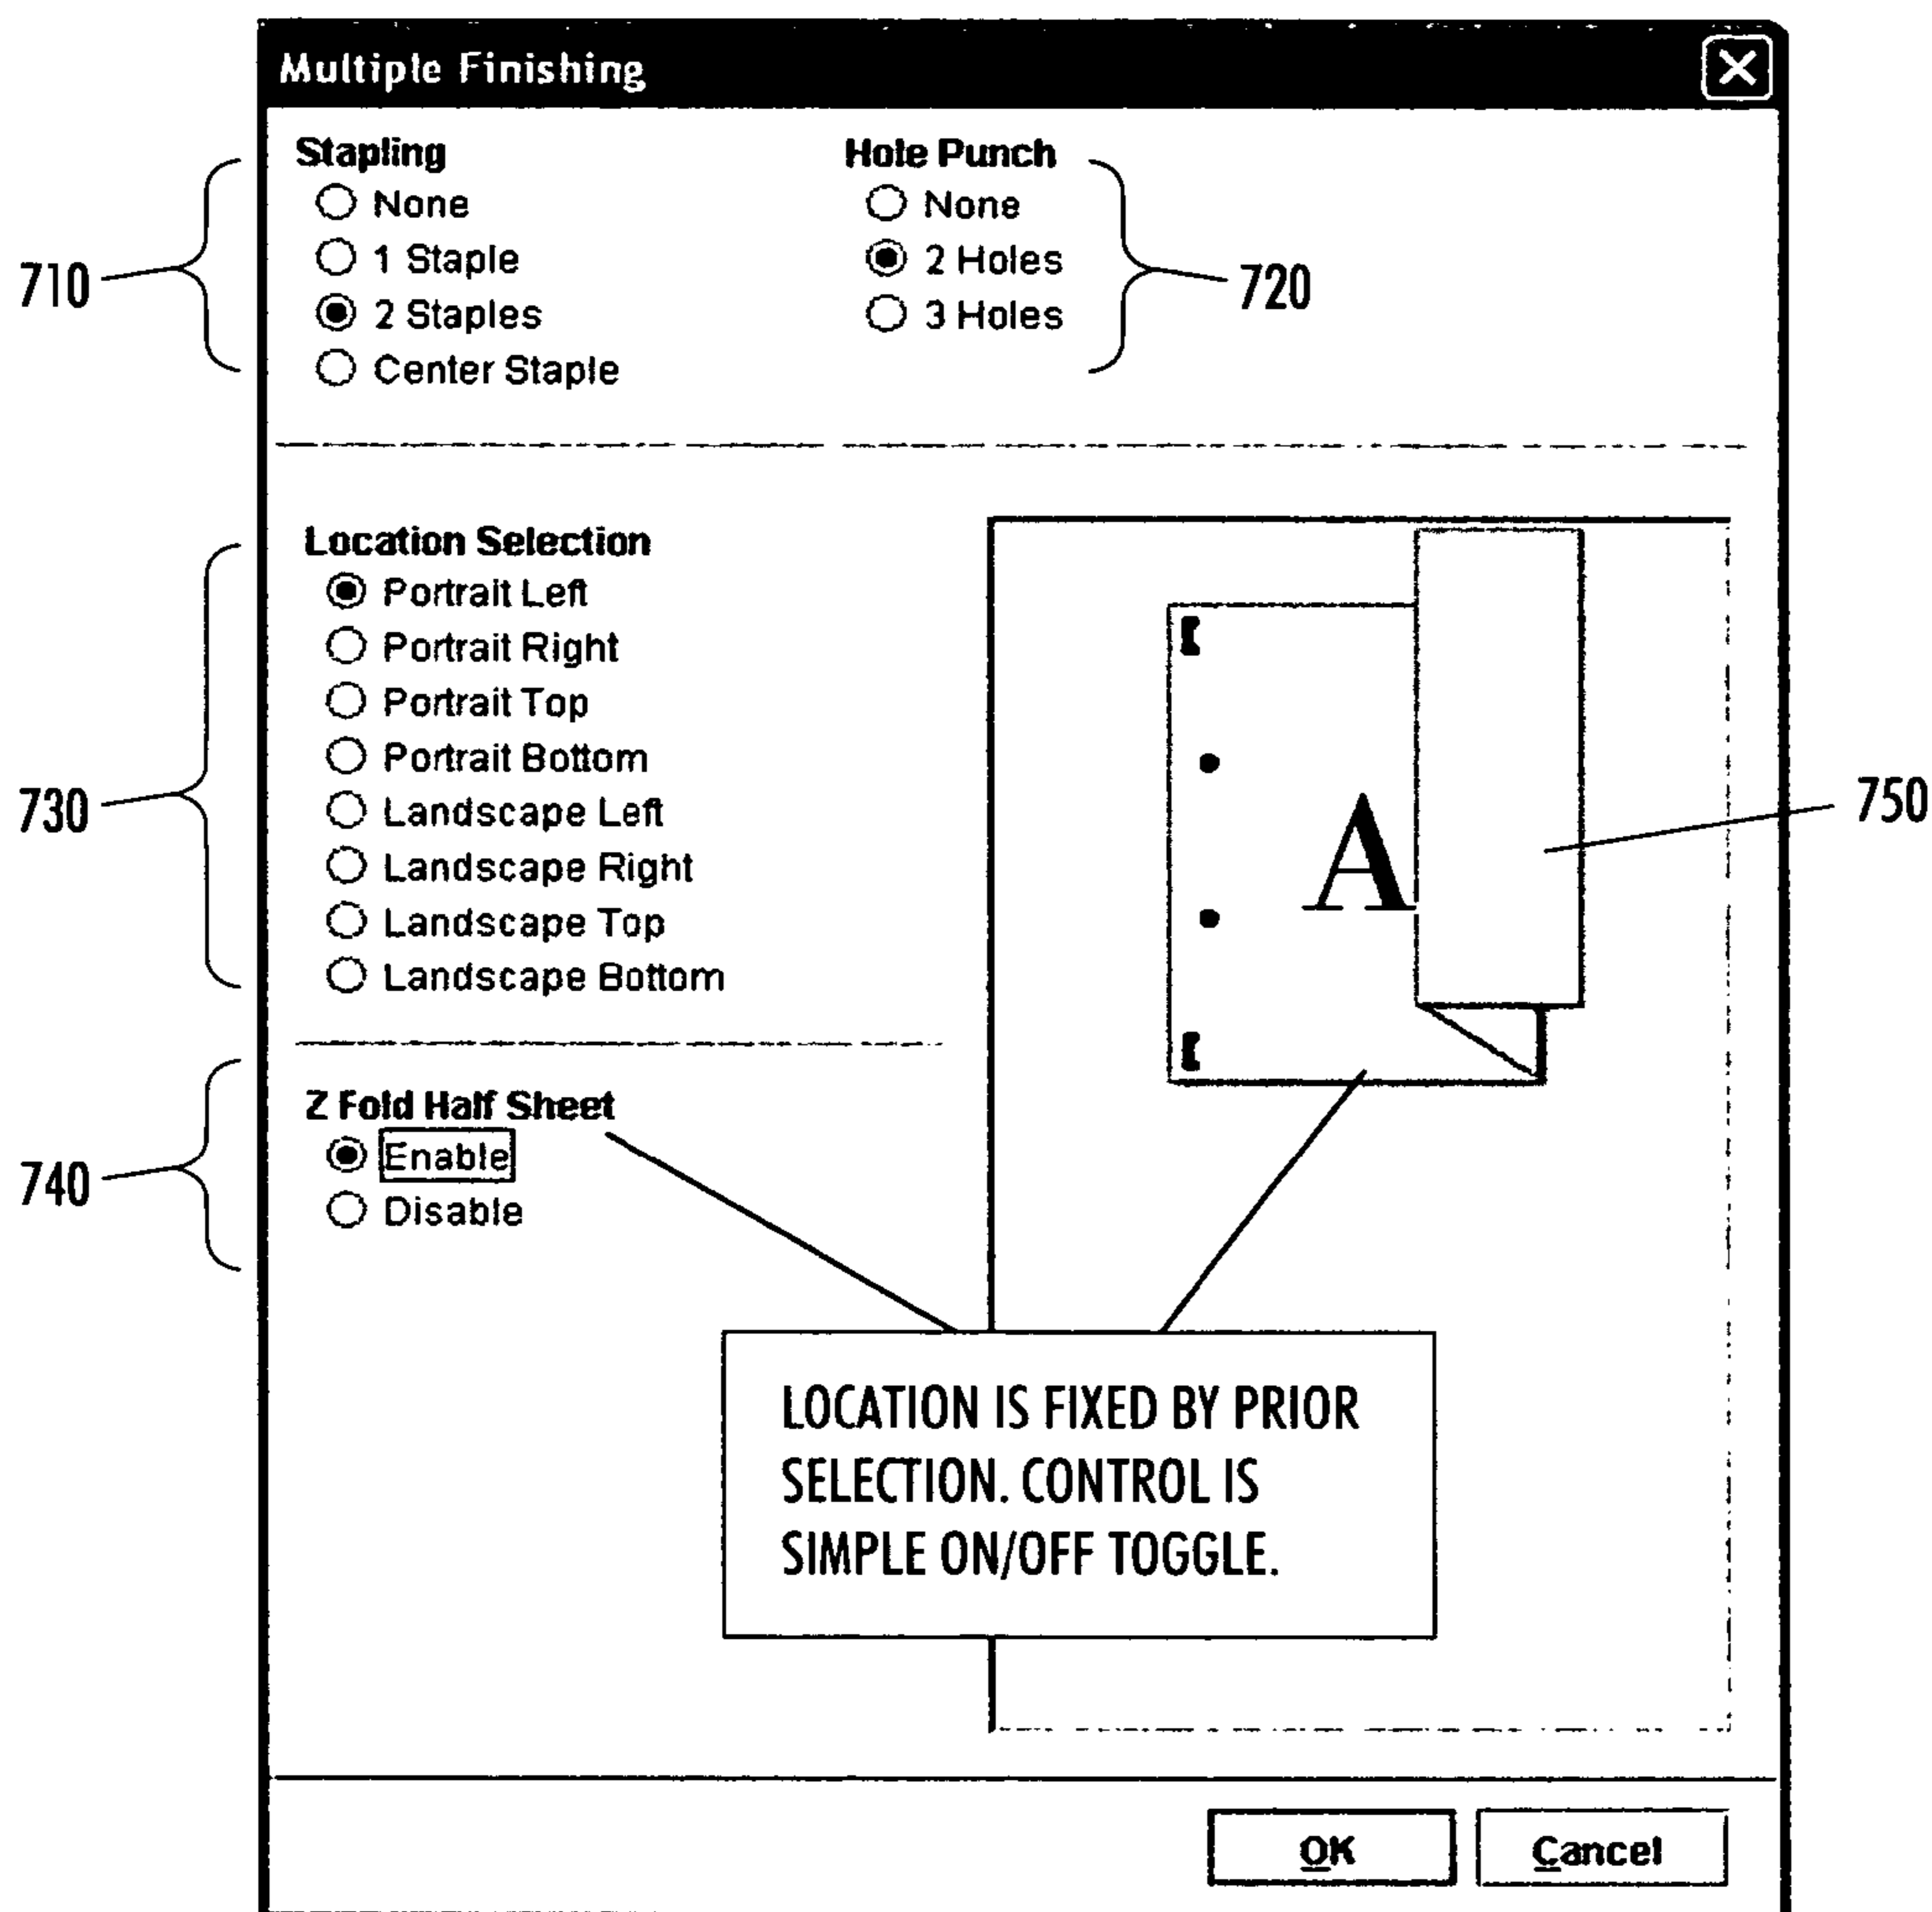 Multiple Finishing
Stapling
None
1 Staple
2 Staples
Center Staple
710
Hole Punch
None
2 Holes
3 Holes
720
Location Selection
Portrait Left
Portrait Right
Portrait Top
Portrait Bottom
Landscape Left
Landscape Right
Landscape Top
Landscape Bottom
730
A
750
Z Fold Half Sheet
Enable
Disable
740
LOCATION IS FIXED BY PRIOR
SELECTION. CONTROL IS
SIMPLE ON/OFF TOGGLE.
OK
Cancel